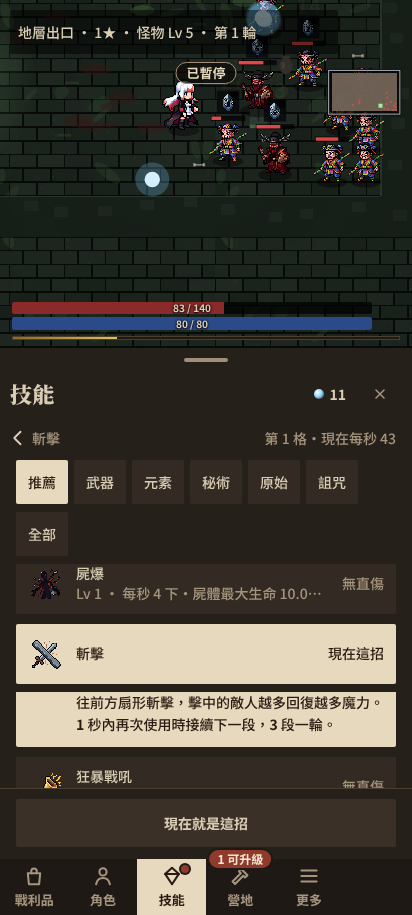 地層出口 · 1★ · 怪物 Lv 5 · 第 1 輪
已暫停
83 / 140
80 / 80
技能
11
×
斬擊
第 1 格 · 現在每秒 43
推薦
武器
元素
秘術
原始
詛咒
全部
屍爆
無直傷
Lv 1 · 每秒 4 下 · 屍體最大生命 10.0…
斬擊
現在這招
往前方扇形斬擊，擊中的敵人越多回復越多魔力。
1 秒內再次使用時接續下一段，3 段一輪。
狂暴戰吼
無直傷
現在就是這招
1 可升級
戰利品
角色
技能
營地
更多